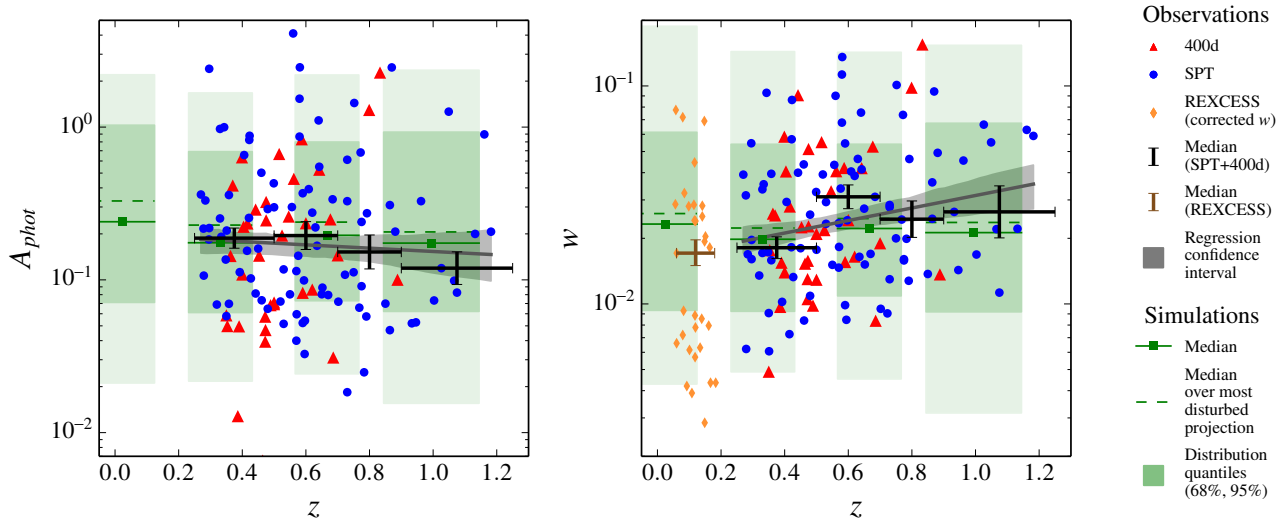 10⁰
10⁻¹
10⁻²
A_phot
0.0 0.2 0.4 0.6 0.8 1.0 1.2
z
10⁻¹
10⁻²
w
0.0 0.2 0.4 0.6 0.8 1.0 1.2
z
Observations
400d
SPT
REXCESS
(corrected w)
Median
(SPT+400d)
Median
(REXCESS)
Regression
confidence
interval
Simulations
Median
Median
over most
disturbed
projection
Distribution
quantiles
(68%, 95%)